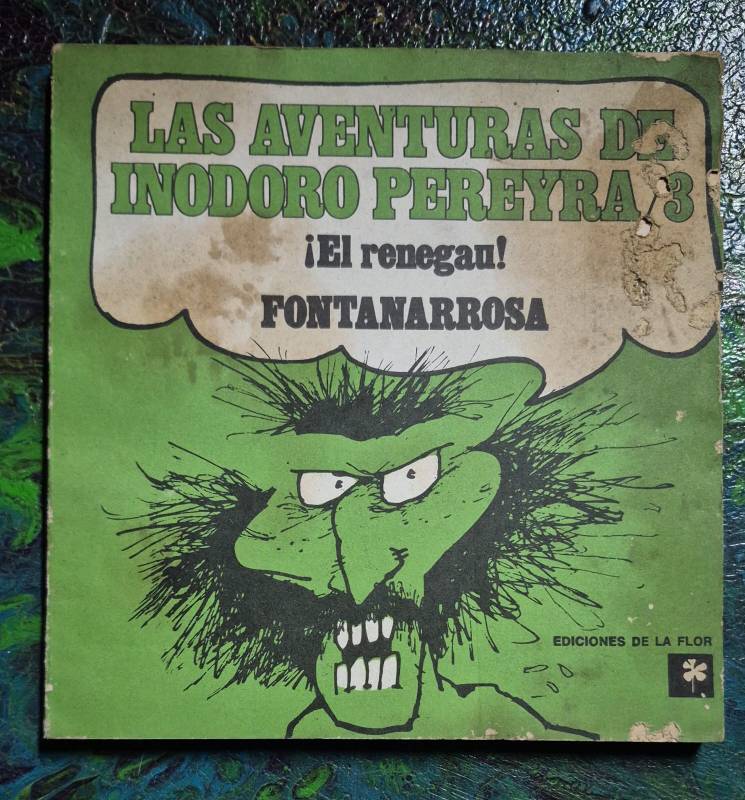 LAS AVENTURAS DE
INODORO PEREYRA 3
¡El renegau!
FONTANARROSA
EDICIONES DE LA FLOR